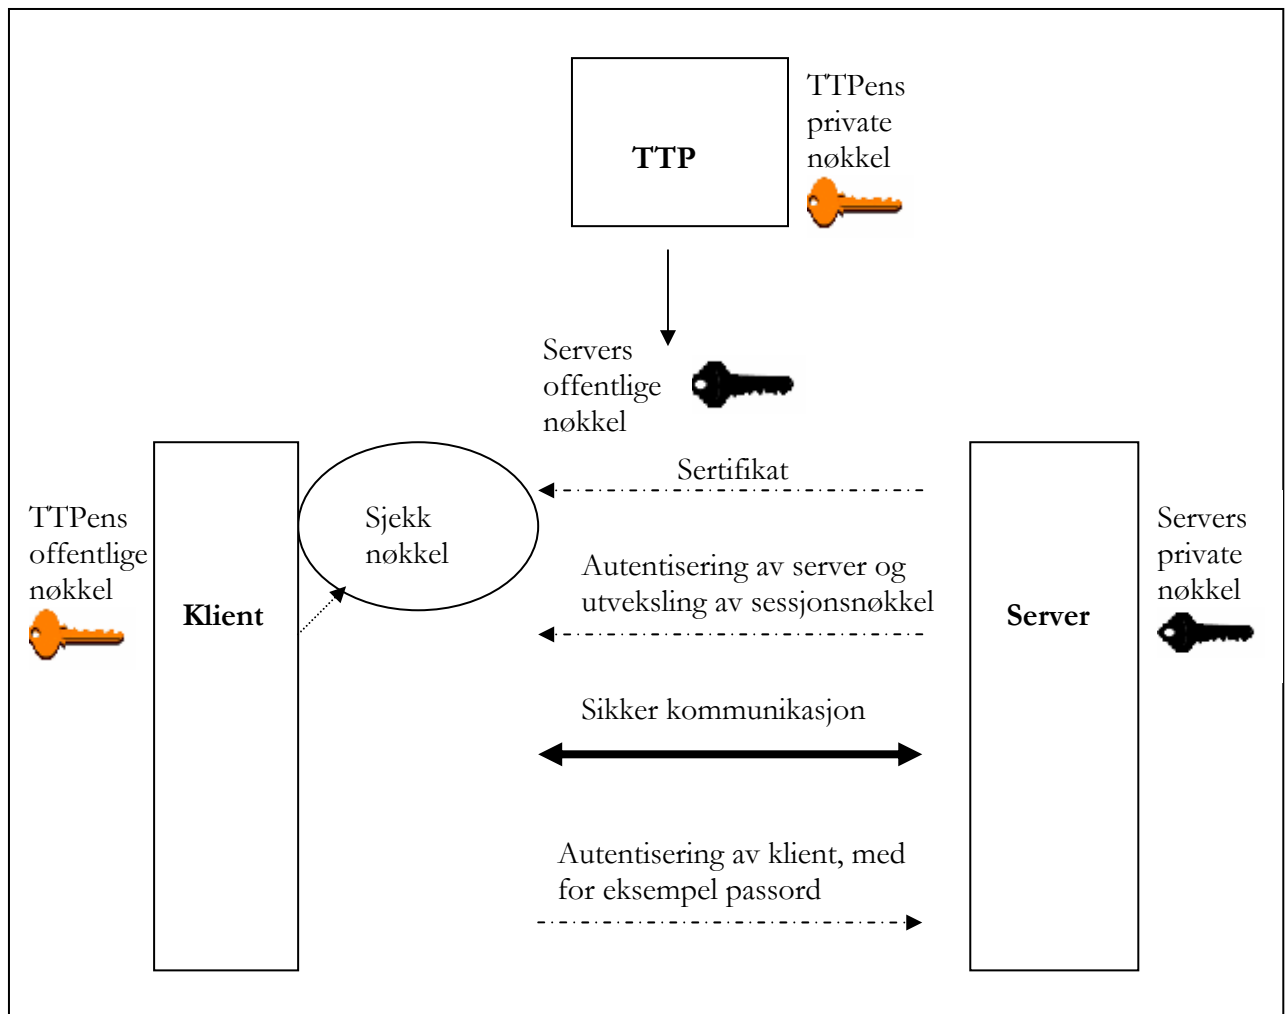 TTPens
private
nøkkel
TTP
Servers
offentlige
nøkkel
Sertifikat
TTPens
offentlige
nøkkel
Sjekk
nøkkel
Klient
Autentisering av server og
utveksling av sessjonsnøkkel
Server
Servers
private
nøkkel
Sikker kommunikasjon
Autentisering av klient, med
for eksempel passord